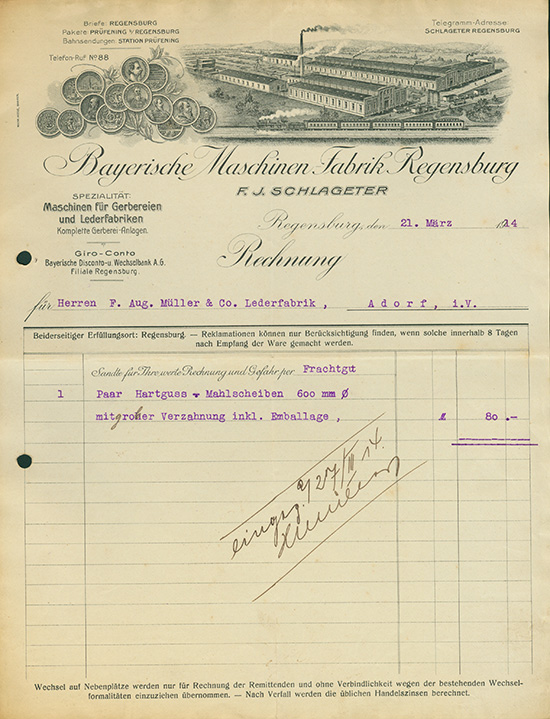 Briefe: REGENSBURG
Pakete: PRÜFENING b/REGENSBURG
Bahnsendungen: STATION PRÜFENING
Telefon-Ruf No 88
Telegramm-Adresse:
SCHLAGETER REGENSBURG
Bayerische Maschinen-Fabrik Regensburg
F. J. SCHLAGETER
SPEZIALITÄT:
Maschinen für Gerbereien
und Lederfabriken
Komplette Gerberei-Anlagen.
Giro-Conto
Bayerische Disconto-u. Wechselbank A.G.
Filiale Regensburg.
Regensburg, den 21. März 1914
Rechnung
für Herren F. Aug. Müller & Co. Lederfabrik, Adorf, i.V.
Beiderseitiger Erfüllungsort: Regensburg. — Reklamationen können nur Berücksichtigung finden, wenn solche innerhalb 8 Tagen
nach Empfang der Ware gemacht werden.
Sandte für Ihre werte Rechnung und Gefahr per Frachtgut
1 Paar Hartguss - Mahlscheiben 600 mm Ø
mit grober Verzahnung inkl. Emballage, 80.-
eingeg. 27/III 14.
Wechsel auf Nebenplätze werden nur für Rechnung der Remittenden und ohne Verbindlichkeit wegen der bestehenden Wechsel-
formalitäten einzuziehen übernommen. — Nach Verfall werden die üblichen Handelszinsen berechnet.